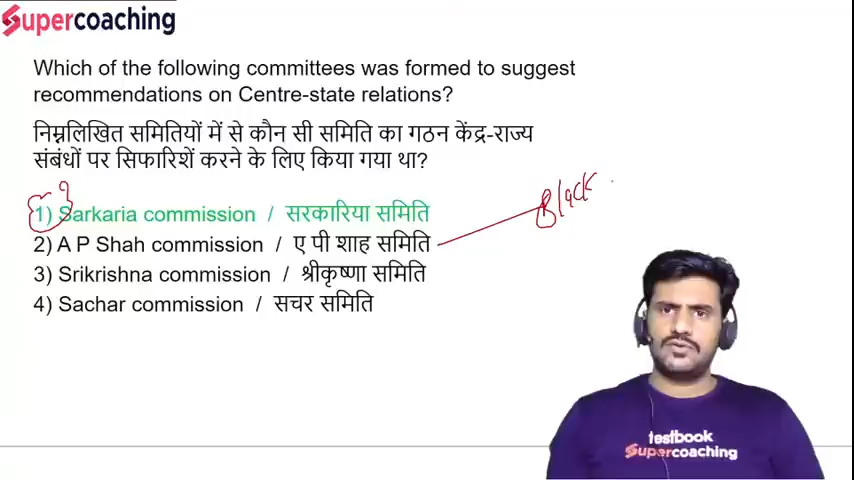 Supercoaching
Which of the following committees was formed to suggest
recommendations on Centre-state relations?
निम्नलिखित समितियों में से कौन सी समिति का गठन केंद्र-राज्य
संबंधों पर सिफारिशें करने के लिए किया गया था?
1) Sarkaria commission / सरकारिया समिति
2) A P Shah commission / ए पी शाह समिति
Black
3) Srikrishna commission / श्रीकृष्णा समिति
4) Sachar commission / सचर समिति
testbook
Supercoaching